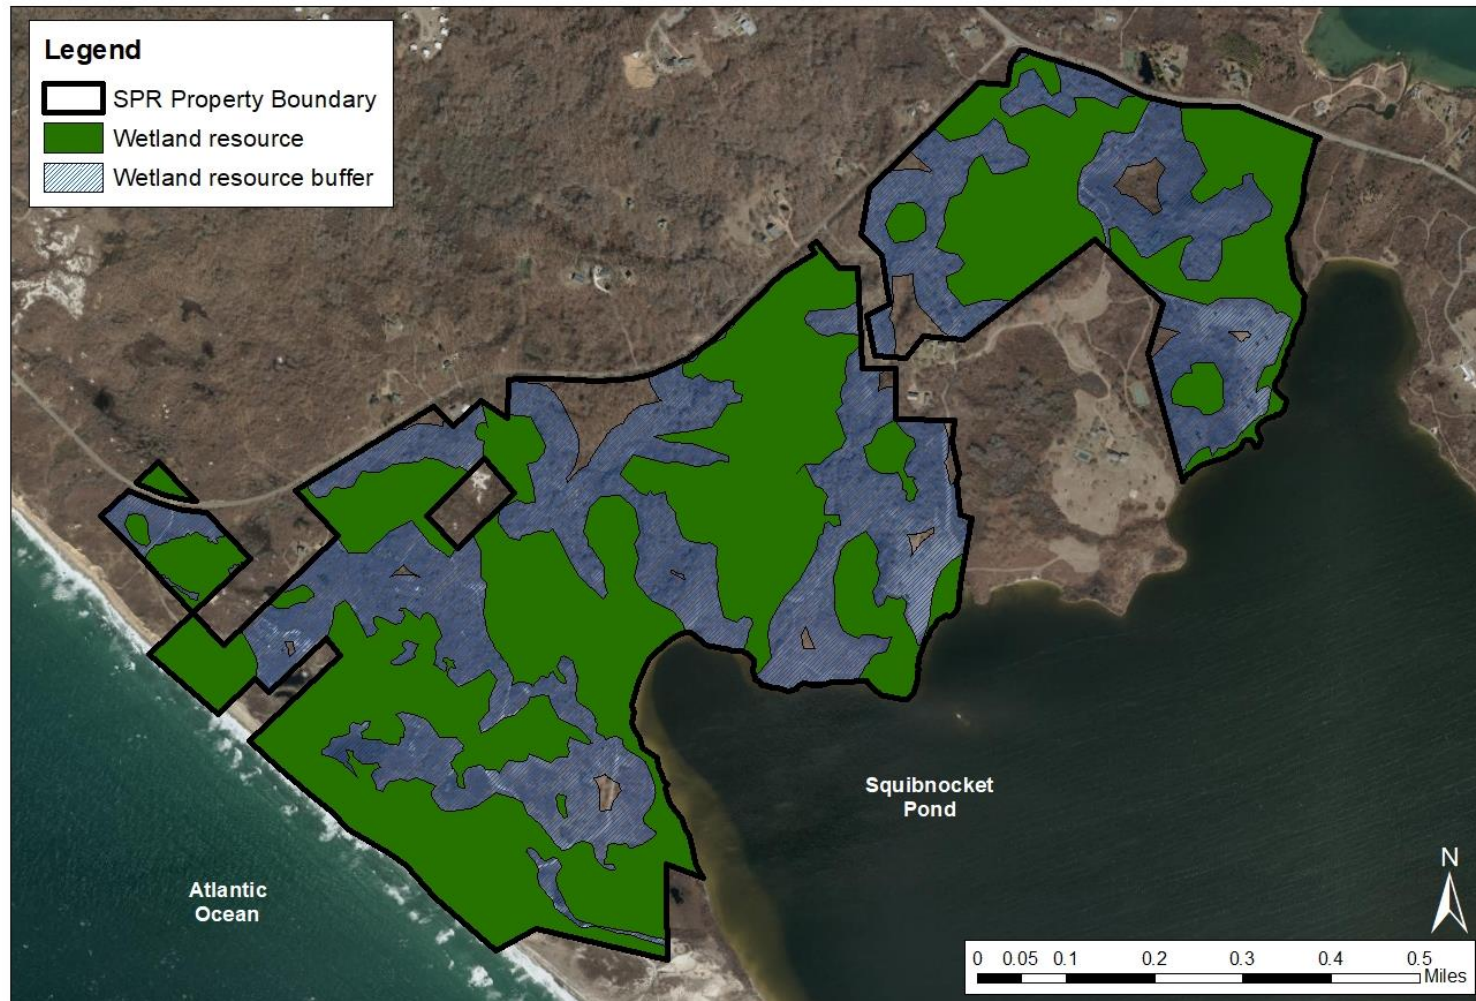 Legend
SPR Property Boundary
Wetland resource
Wetland resource buffer
Squibnocket
Pond
Atlantic
Ocean
N
0 0.05 0.1 0.2 0.3 0.4 0.5
Miles